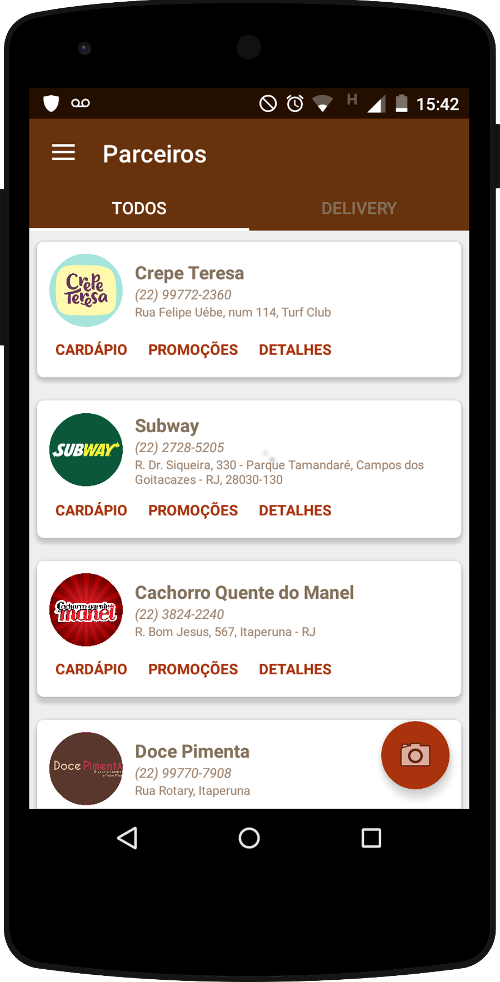 H
15:42
Parceiros
TODOS
DELIVERY
Crepe
Teresa
Crepe Teresa
(22) 99772-2360
Rua Felipe Uébe, num 114, Turf Club
CARDÁPIO
PROMOÇÕES
DETALHES
SUBWAY
Subway
(22) 2728-5205
R. Dr. Siqueira, 330 - Parque Tamandaré, Campos dos
Goitacazes - RJ, 28030-130
CARDÁPIO
PROMOÇÕES
DETALHES
Cachorro quente
manel
Cachorro Quente do Manel
(22) 3824-2240
R. Bom Jesus, 567, Itaperuna - RJ
CARDÁPIO
PROMOÇÕES
DETALHES
Doce Pimenta
Doce Pimenta
(22) 99770-7908
Rua Rotary, Itaperuna